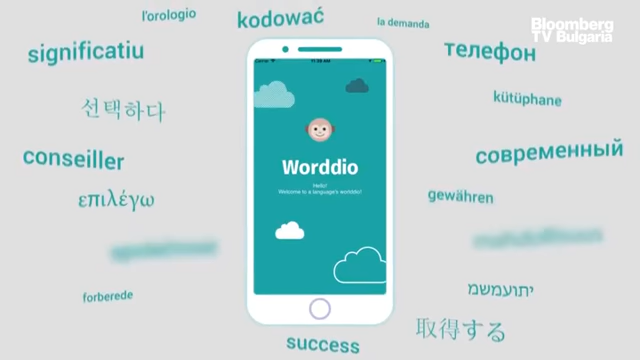 l'orologio
kodować
la demanda
Bloomberg
TV Bulgaria
significatiu
телефон
선택하다
kütüphane
conseiller
Worddio
Hello!
Welcome to a language's worddio!
современный
επιλέγω
gewähren
יתועמשמ
forberede
取得する
success